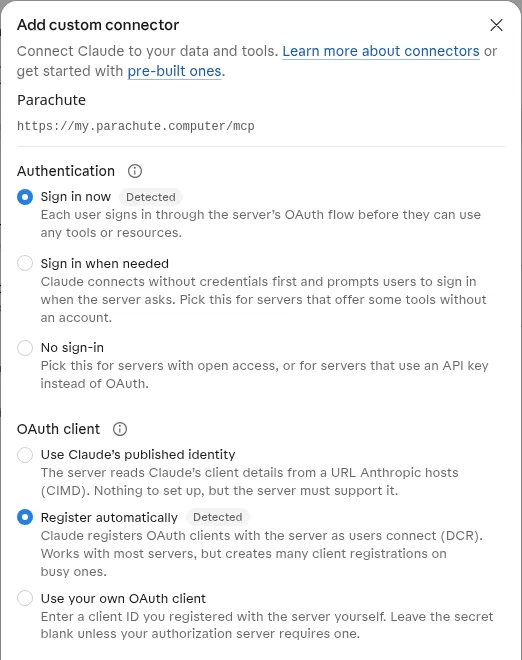 Add custom connector
Connect Claude to your data and tools. Learn more about connectors or
get started with pre-built ones.
Parachute
https://my.parachute.computer/mcp
Authentication
Sign in now Detected
Each user signs in through the server's OAuth flow before they can use
any tools or resources.
Sign in when needed
Claude connects without credentials first and prompts users to sign in
when the server asks. Pick this for servers that offer some tools without
an account.
No sign-in
Pick this for servers with open access, or for servers that use an API key
instead of OAuth.
OAuth client
Use Claude's published identity
The server reads Claude's client details from a URL Anthropic hosts
(CIMD). Nothing to set up, but the server must support it.
Register automatically Detected
Claude registers OAuth clients with the server as users connect (DCR).
Works with most servers, but creates many client registrations on
busy ones.
Use your own OAuth client
Enter a client ID you registered with the server yourself. Leave the secret
blank unless your authorization server requires one.